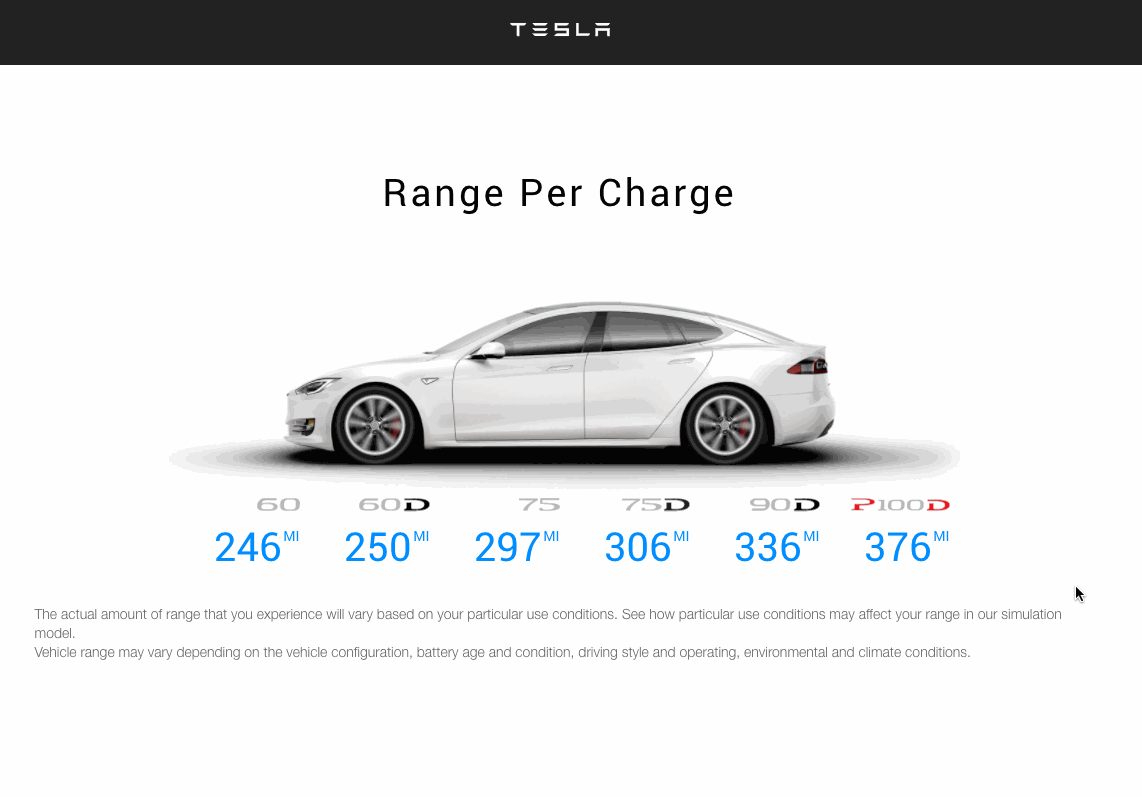 TESLA
Range Per Charge
60 60D 75 75D 90D P100D
246 MI 250 MI 297 MI 306 MI 336 MI 376 MI
The actual amount of range that you experience will vary based on your particular use conditions. See how particular use conditions may affect your range in our simulation
model.
Vehicle range may vary depending on the vehicle configuration, battery age and condition, driving style and operating, environmental and climate conditions.